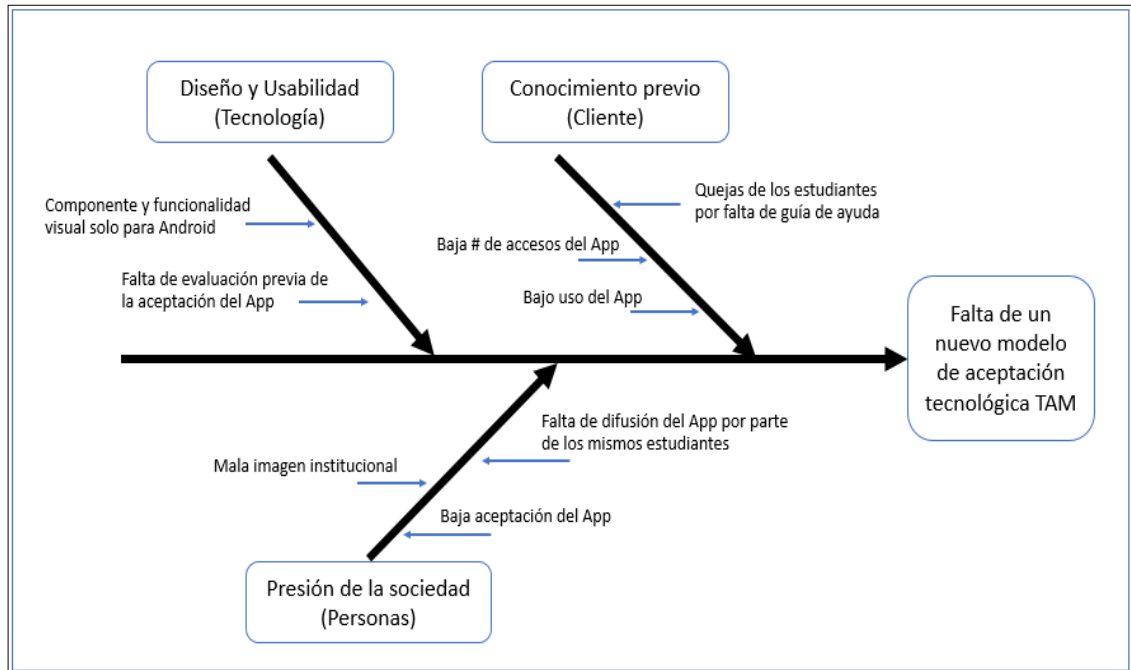 Diseño y Usabilidad
(Tecnología)
Conocimiento previo
(Cliente)
Componente y funcionalidad
visual solo para Android
Falta de evaluación previa de
la aceptación del App
Quejas de los estudiantes
por falta de guía de ayuda
Baja # de accesos del App
Bajo uso del App
Falta de un
nuevo modelo
de aceptación
tecnológica TAM
Falta de difusión del App por parte
de los mismos estudiantes
Mala imagen institucional
Baja aceptación del App
Presión de la sociedad
(Personas)